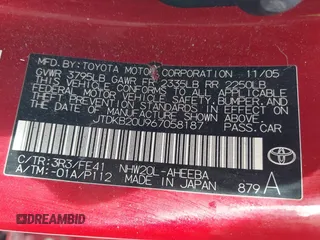 MFD.BY:TOYOTA MOTOR CORPORATION 11/05
GVWR 3795LB GAWR FR 2335LB RR 2250LB
THIS VEHICLE CONFORMS TO ALL APPLICABLE
FEDERAL MOTOR VEHICLE SAFETY, BUMPER, AND
THEFT PREVENTION STANDARDS IN EFFECT ON THE DATE
OF MANUFACTURE SHOWN ABOVE.
JTDKB20U967058187
PASS. CAR
C/TR:3R3/FE41 NHW20L-AHEEBA
A/TM:-01A/P112 MADE IN JAPAN 879 A
TOYOTA
DREAMBID